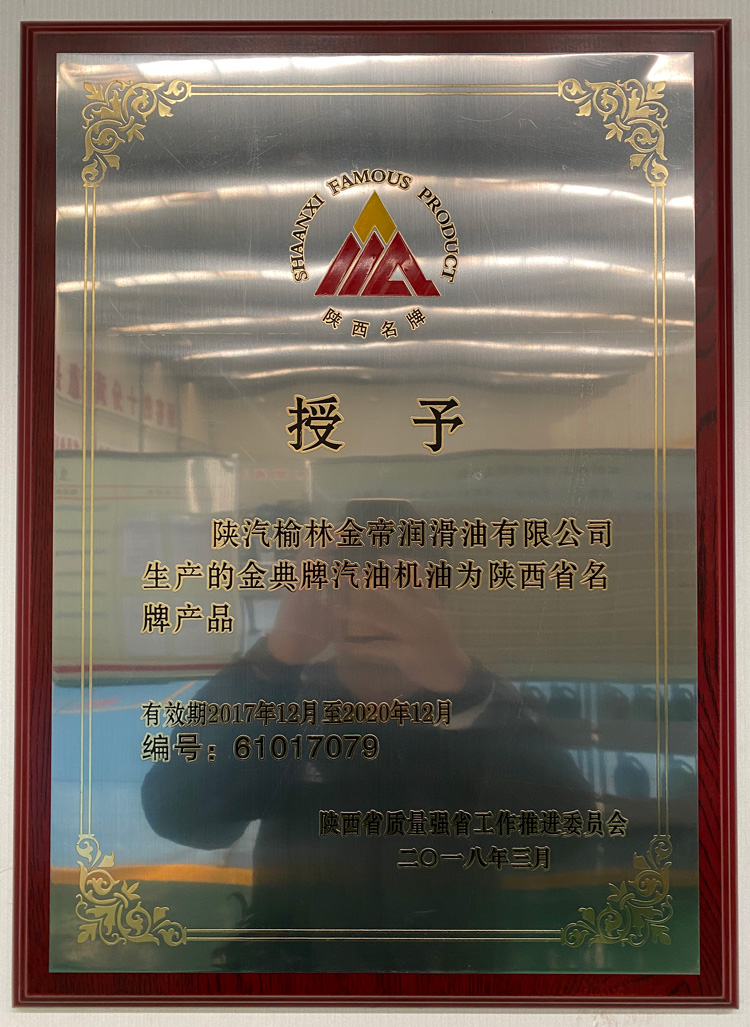 SHAANXI FAMOUS PRODUCT
陕西名牌
授予
陕汽榆林金帝润滑油有限公司
生产的金典牌汽油机油为陕西省名
牌产品
有效期2017年12月至2020年12月
编号：61017079
陕西省质量强省工作推进委员会
二〇一八年三月